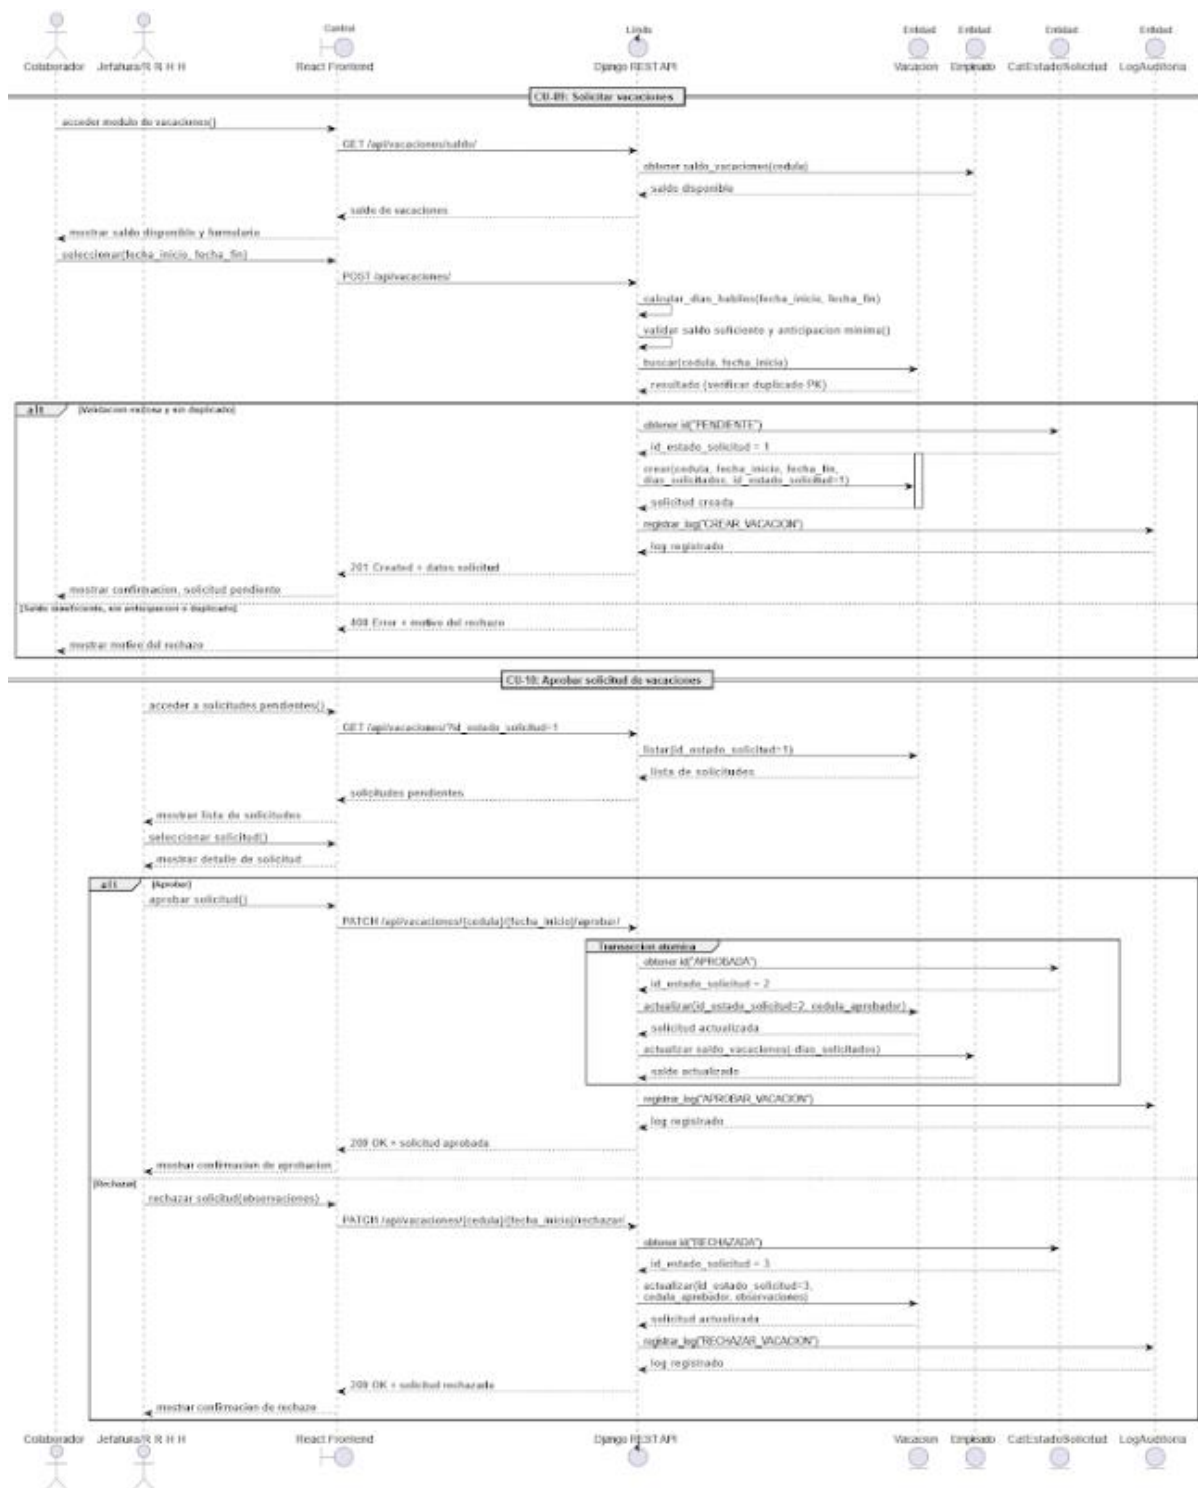 Control
Límite
Entidad Entidad Entidad Entidad
Colaborador Jefatura/R R H H React Frontend Django REST API Vacacion Empleado CatEstadoSolicitud LogAuditoria
CU-09: Solicitar vacaciones
acceder modulo de vacaciones()
GET /api/vacaciones/saldo/
obtener saldo_vacaciones(cedula)
saldo disponible
saldo de vacaciones
mostrar saldo disponible y formulario
seleccionar(fecha_inicio, fecha_fin)
POST /api/vacaciones/
calcular_dias_habiles(fecha_inicio, fecha_fin)
validar saldo suficiente y anticipacion minima()
buscar(cedula, fecha_inicio)
resultado (verificar duplicado PK)
alt [Validacion exitosa y sin duplicado]
obtener id("PENDIENTE")
id_estado_solicitud = 1
crear(cedula, fecha_inicio, fecha_fin,
dias_solicitados, id_estado_solicitud=1)
solicitud creada
registrar_log("CREAR_VACACION")
log registrado
201 Created + datos solicitud
mostrar confirmacion, solicitud pendiente
[Saldo insuficiente, sin anticipacion o duplicado]
400 Error + motivo del rechazo
mostrar motivo del rechazo
CU-10: Aprobar solicitud de vacaciones
acceder a solicitudes pendientes()
GET /api/vacaciones/?id_estado_solicitud=1
listar(id_estado_solicitud=1)
lista de solicitudes
solicitudes pendientes
mostrar lista de solicitudes
seleccionar solicitud()
mostrar detalle de solicitud
alt [Aprobar]
aprobar solicitud()
PATCH /api/vacaciones/{cedula}/{fecha_inicio}/aprobar/
Transaccion atomica
obtener id("APROBADA")
id_estado_solicitud = 2
actualizar(id_estado_solicitud=2, cedula_aprobador)
solicitud actualizada
actualizar saldo_vacaciones(-dias_solicitados)
saldo actualizado
registrar_log("APROBAR_VACACION")
log registrado
200 OK + solicitud aprobada
mostrar confirmacion de aprobacion
[Rechazar]
rechazar solicitud(observaciones)
PATCH /api/vacaciones/{cedula}/{fecha_inicio}/rechazar/
obtener id("RECHAZADA")
id_estado_solicitud = 3
actualizar(id_estado_solicitud=3,
cedula_aprobador, observaciones)
solicitud actualizada
registrar_log("RECHAZAR_VACACION")
log registrado
200 OK + solicitud rechazada
mostrar confirmacion de rechazo
Colaborador Jefatura/R R H H React Frontend Django REST API Vacacion Empleado CatEstadoSolicitud LogAuditoria